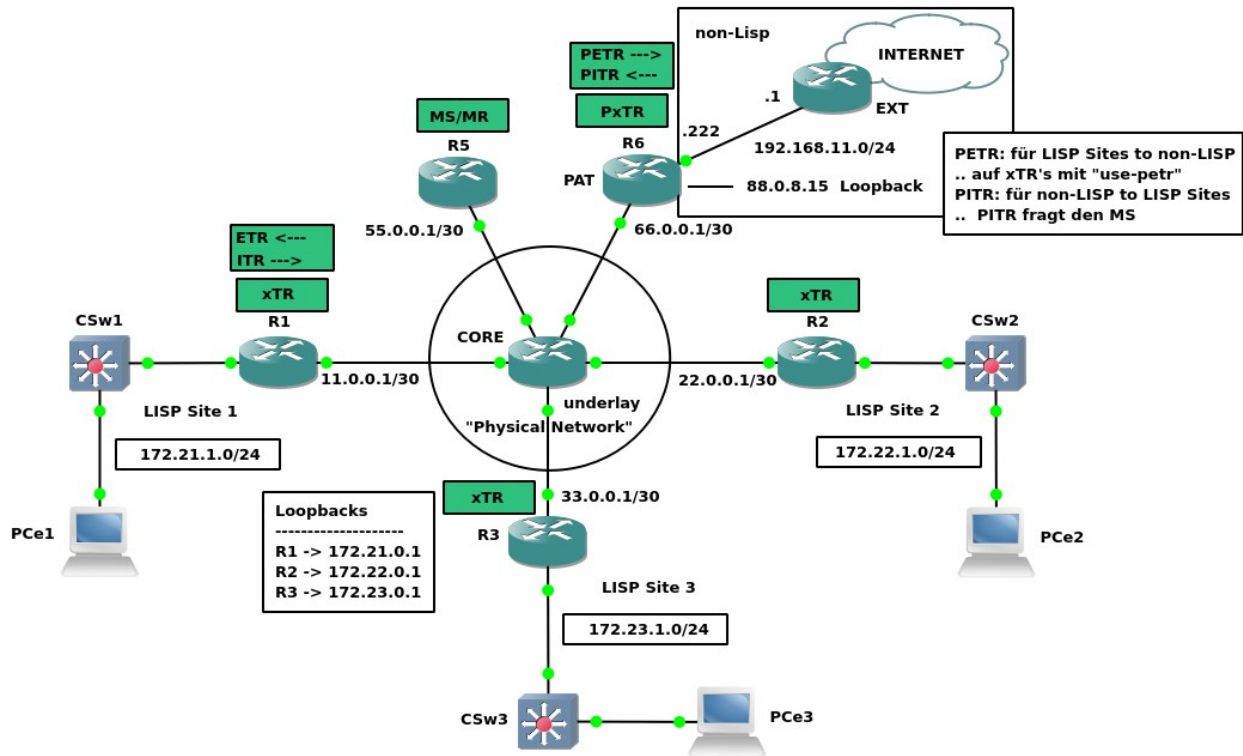 non-Lisp
INTERNET
PETR --->
PITR <---
PxTR
.1
EXT
MS/MR
R5
R6
.222
192.168.11.0/24
PAT
88.0.8.15 Loopback
PETR: für LISP Sites to non-LISP
.. auf xTR's mit "use-petr"
PITR: für non-LISP to LISP Sites
.. PITR fragt den MS
55.0.0.1/30
66.0.0.1/30
ETR <---
ITR --->
xTR
R1
CSw1
CORE
xTR
R2
CSw2
11.0.0.1/30
22.0.0.1/30
LISP Site 1
underlay
"Physical Network"
LISP Site 2
172.21.1.0/24
172.22.1.0/24
PCe1
xTR
33.0.0.1/30
R3
PCe2
Loopbacks
--------------------
R1 -> 172.21.0.1
R2 -> 172.22.0.1
R3 -> 172.23.0.1
LISP Site 3
172.23.1.0/24
CSw3
PCe3